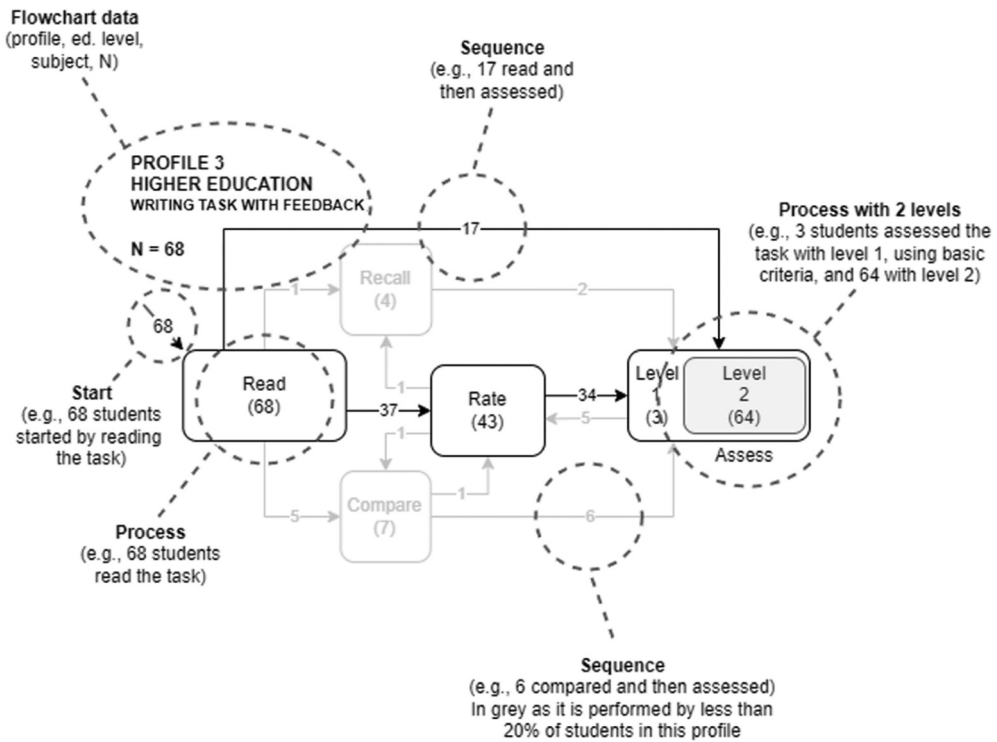 Flowchart data
(profile, ed. level,
subject, N)
Sequence
(e.g., 17 read and
then assessed)
PROFILE 3
HIGHER EDUCATION
WRITING TASK WITH FEEDBACK
N = 68
17
Process with 2 levels
(e.g., 3 students assessed the
task with level 1, using basic
criteria, and 64 with level 2)
Recall
(4)
1
2
68
Start
(e.g., 68 students
started by reading
the task)
Read
(68)
37
1
1
Rate
(43)
34
5
Level
1
(3)
Level
2
(64)
Assess
5
Compare
(7)
1
6
Process
(e.g., 68 students
read the task)
Sequence
(e.g., 6 compared and then assessed)
In grey as it is performed by less than
20% of students in this profile